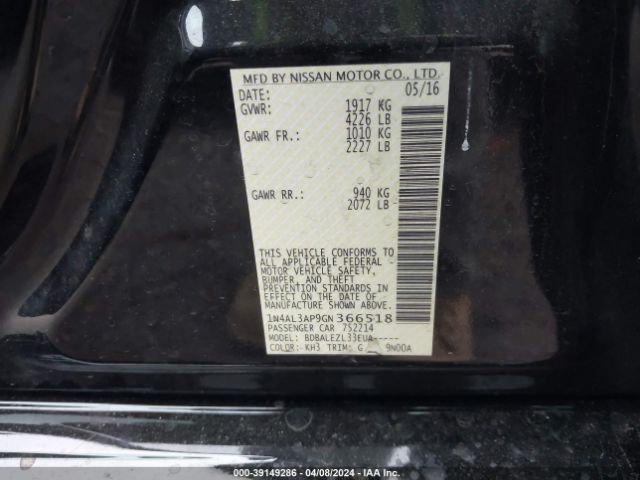 MFD BY NISSAN MOTOR CO., LTD.
DATE: 05/16
GVWR: 1917 KG
4226 LB
GAWR FR.: 1010 KG
2227 LB
GAWR RR.: 940 KG
2072 LB
THIS VEHICLE CONFORMS TO
ALL APPLICABLE FEDERAL
MOTOR VEHICLE SAFETY,
BUMPER, AND THEFT
PREVENTION STANDARDS IN
EFFECT ON THE DATE OF
MANUFACTURE SHOWN ABOVE.
1N4AL3AP9GN366518
PASSENGER CAR 752214
MODEL: BDBALEZL33EUA-----
COLOR: KH3 TRIM: G 9N00A
000-39149286 - 04/08/2024 - IAA Inc.